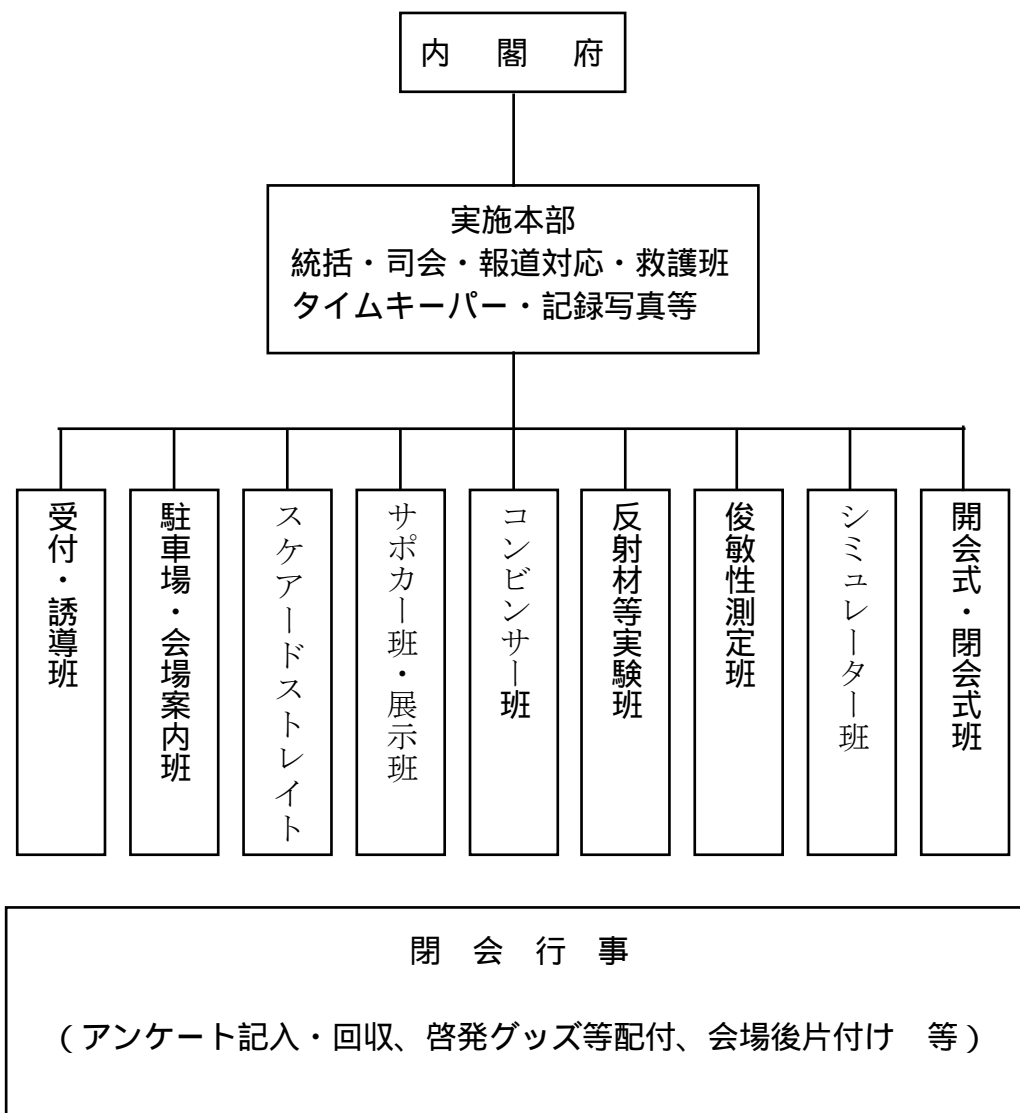 内 閣 府
実施本部
統括・司会・報道対応・救護班
タイムキーパー・記録写真等
受付・誘導班
駐車場・会場案内班
スケアードストレイト
サポカー班・展示班
コンビンサー班
反射材等実験班
俊敏性測定班
シミュレーター班
開会式・閉会式班
閉 会 行 事
（アンケート記入・回収、啓発グッズ等配付、会場後片付け　等）